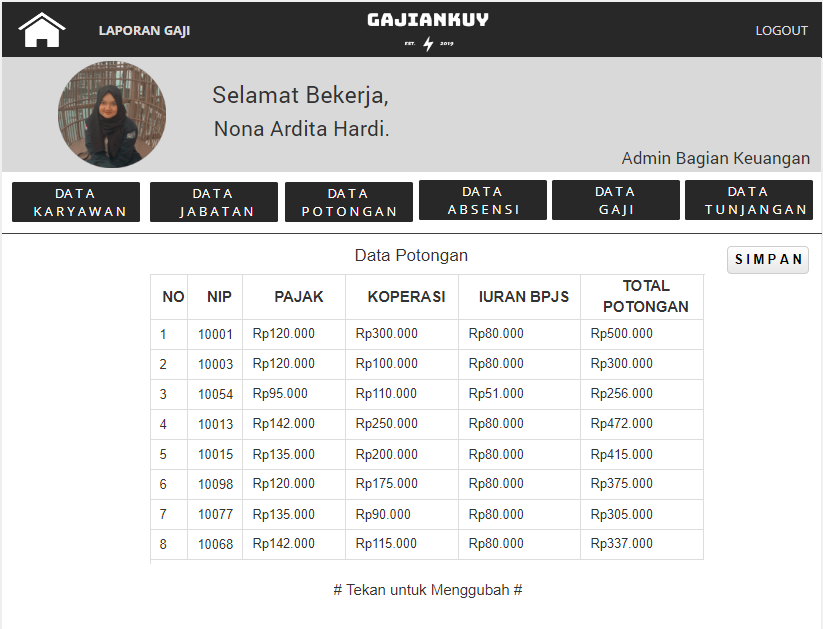 LAPORAN GAJI
GAJIANKUY
EST. 2019
LOGOUT
Selamat Bekerja,
Nona Ardita Hardi.
Admin Bagian Keuangan
DATA KARYAWAN
DATA JABATAN
DATA POTONGAN
DATA ABSENSI
DATA GAJI
DATA TUNJANGAN
Data Potongan
SIMPAN
NO NIP PAJAK KOPERASI IURAN BPJS TOTAL POTONGAN
1 10001 Rp120.000 Rp300.000 Rp80.000 Rp500.000
2 10003 Rp120.000 Rp100.000 Rp80.000 Rp300.000
3 10054 Rp95.000 Rp110.000 Rp51.000 Rp256.000
4 10013 Rp142.000 Rp250.000 Rp80.000 Rp472.000
5 10015 Rp135.000 Rp200.000 Rp80.000 Rp415.000
6 10098 Rp120.000 Rp175.000 Rp80.000 Rp375.000
7 10077 Rp135.000 Rp90.000 Rp80.000 Rp305.000
8 10068 Rp142.000 Rp115.000 Rp80.000 Rp337.000
# Tekan untuk Menggubah #